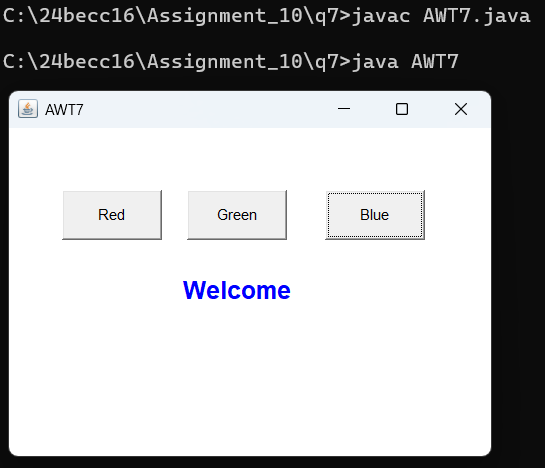 C:\24becc16\Assignment_10\q7>javac AWT7.java
C:\24becc16\Assignment_10\q7>java AWT7
AWT7
Red Green Blue
Welcome